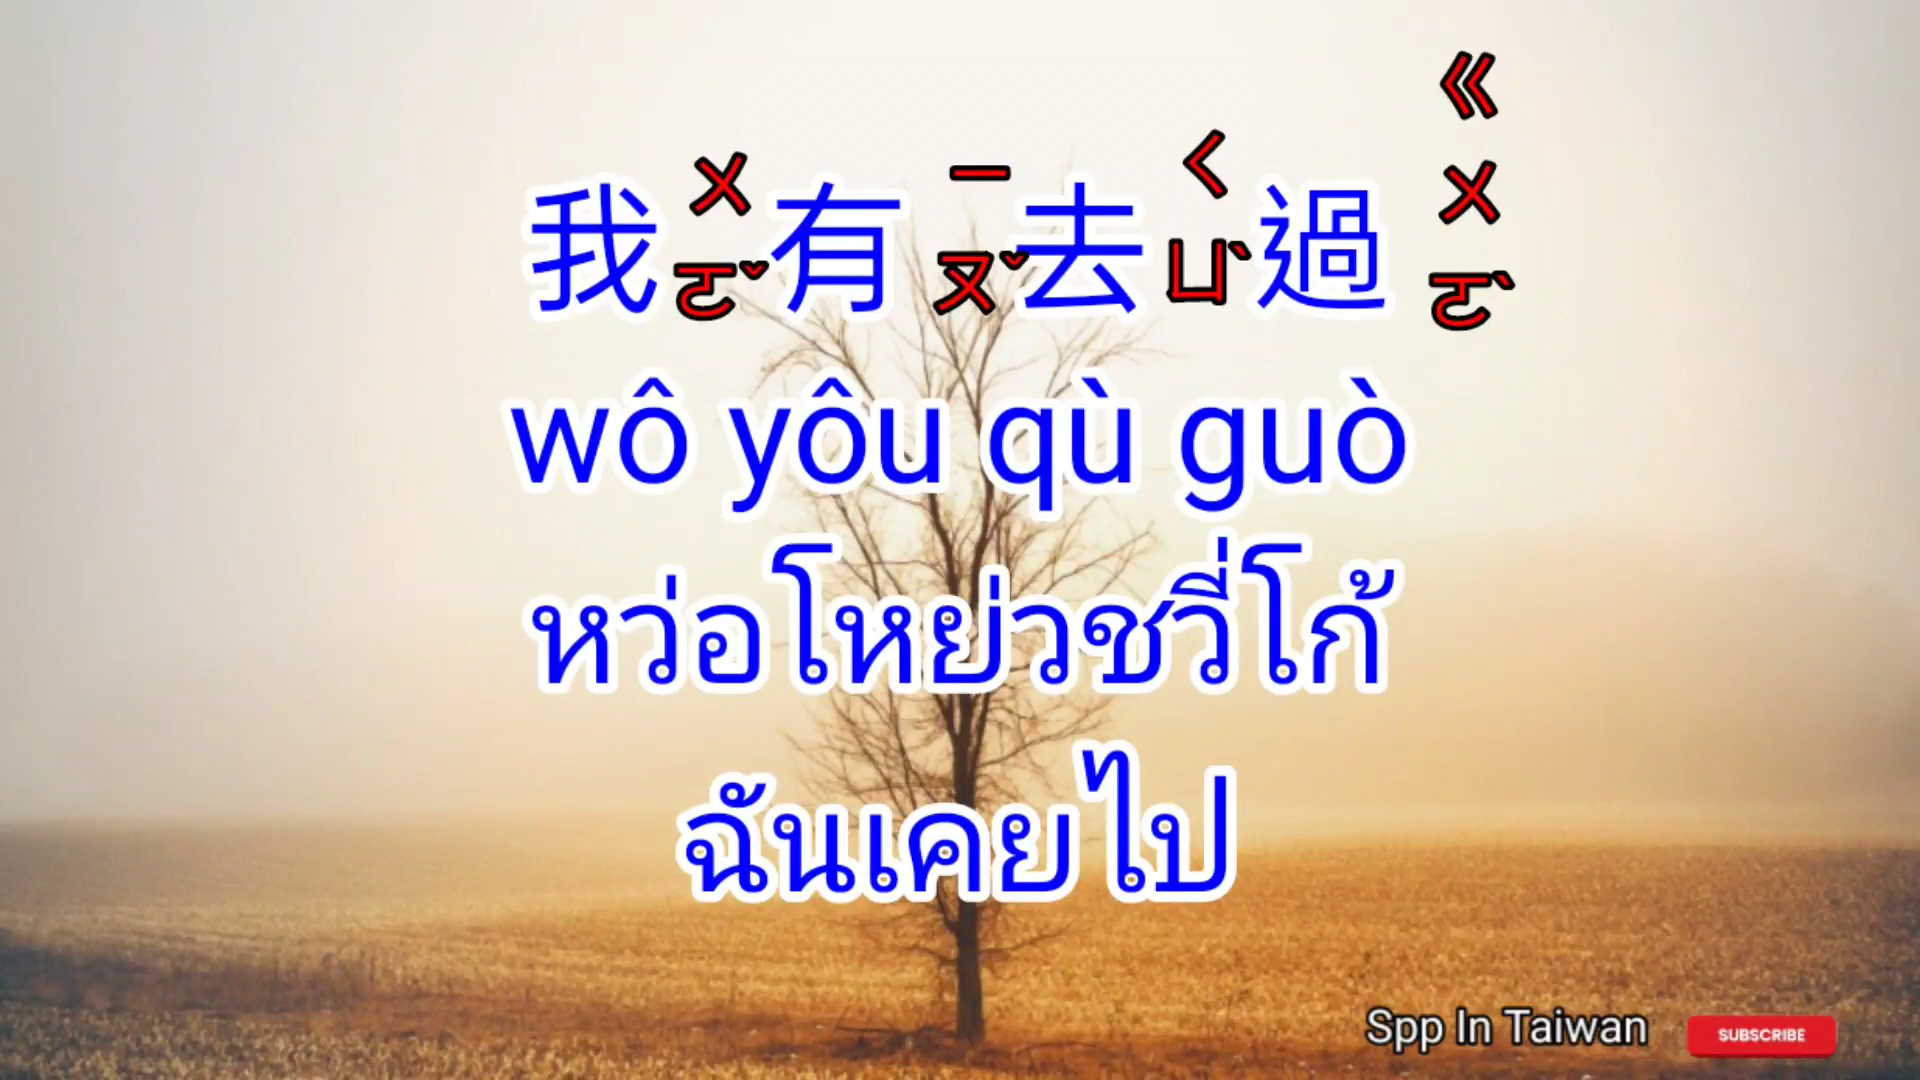 我ㄨㄛˇ有ㄧㄡˇ去ㄑㄩˋ過ㄍㄨㄛˋ
wô yôu qù guò
หว่อโหย่วชวี่โก้
ฉันเคยไป
Spp In Taiwan
SUBSCRIBE